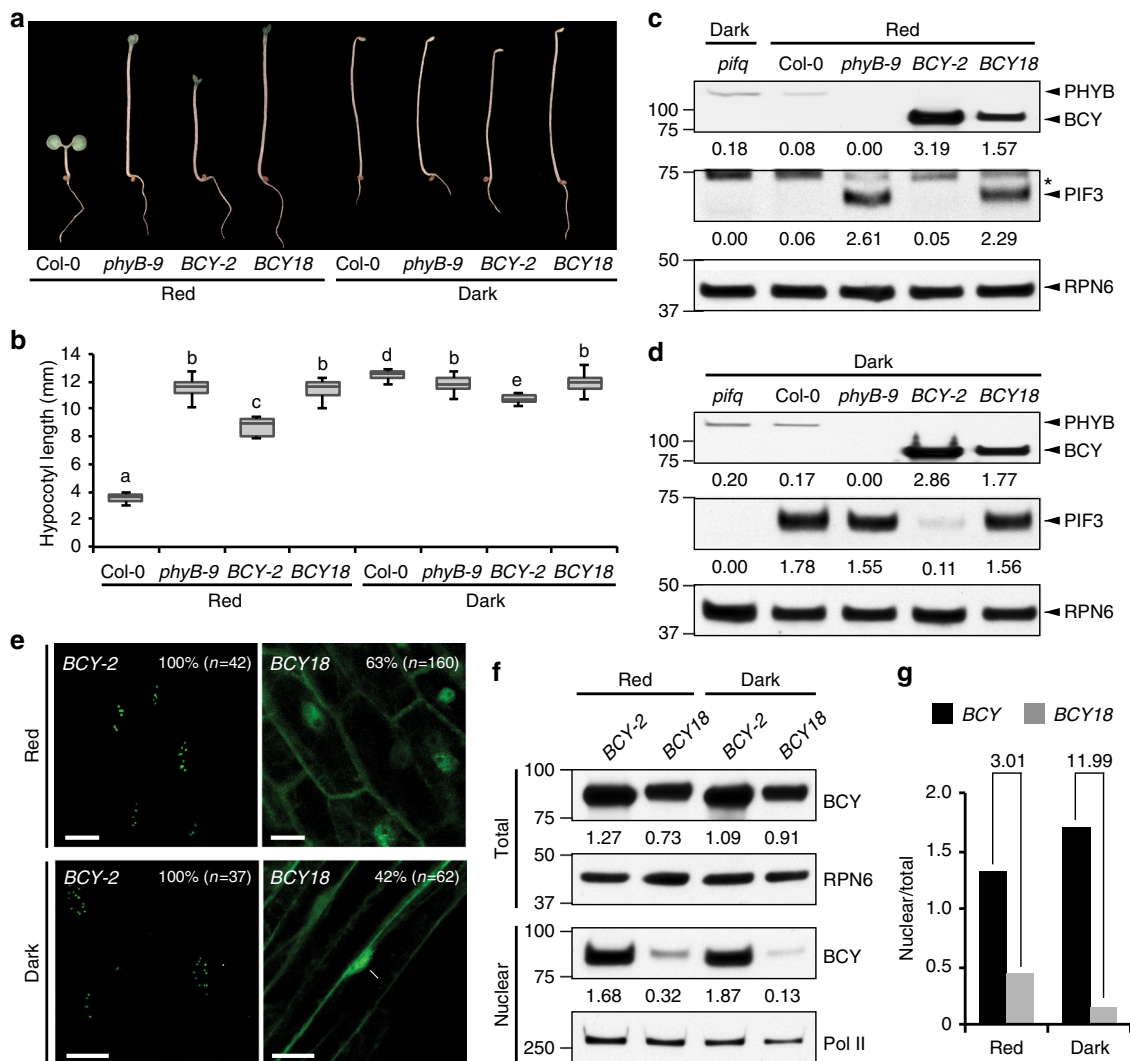 a
Col-0 phyB-9 BCY-2 BCY18 Col-0 phyB-9 BCY-2 BCY18
Red Dark
b
Hypocotyl length (mm)
14
12
10
8
6
4
2
0
a b c b d b e b
Col-0 phyB-9 BCY-2 BCY18 Col-0 phyB-9 BCY-2 BCY18
Red Dark
c
Dark Red
pifq Col-0 phyB-9 BCY-2 BCY18
PHYB
100
BCY
75
0.18 0.08 0.00 3.19 1.57
75
*
PIF3
0.00 0.06 2.61 0.05 2.29
50
RPN6
37
d
Dark
pifq Col-0 phyB-9 BCY-2 BCY18
PHYB
100
BCY
75
0.20 0.17 0.00 2.86 1.77
75
PIF3
0.00 1.78 1.55 0.11 1.56
50
RPN6
37
e
Red
BCY-2 100% (n=42) BCY18 63% (n=160)
Dark
BCY-2 100% (n=37) BCY18 42% (n=62)
f
Red Dark
BCY-2 BCY18 BCY-2 BCY18
Total
100
BCY
75
1.27 0.73 1.09 0.91
50
RPN6
37
Nuclear
100
BCY
75
1.68 0.32 1.87 0.13
Pol II
250
g
BCY BCY18
3.01 11.99
Nuclear/total
2.0
1.5
1.0
0.5
0
Red Dark